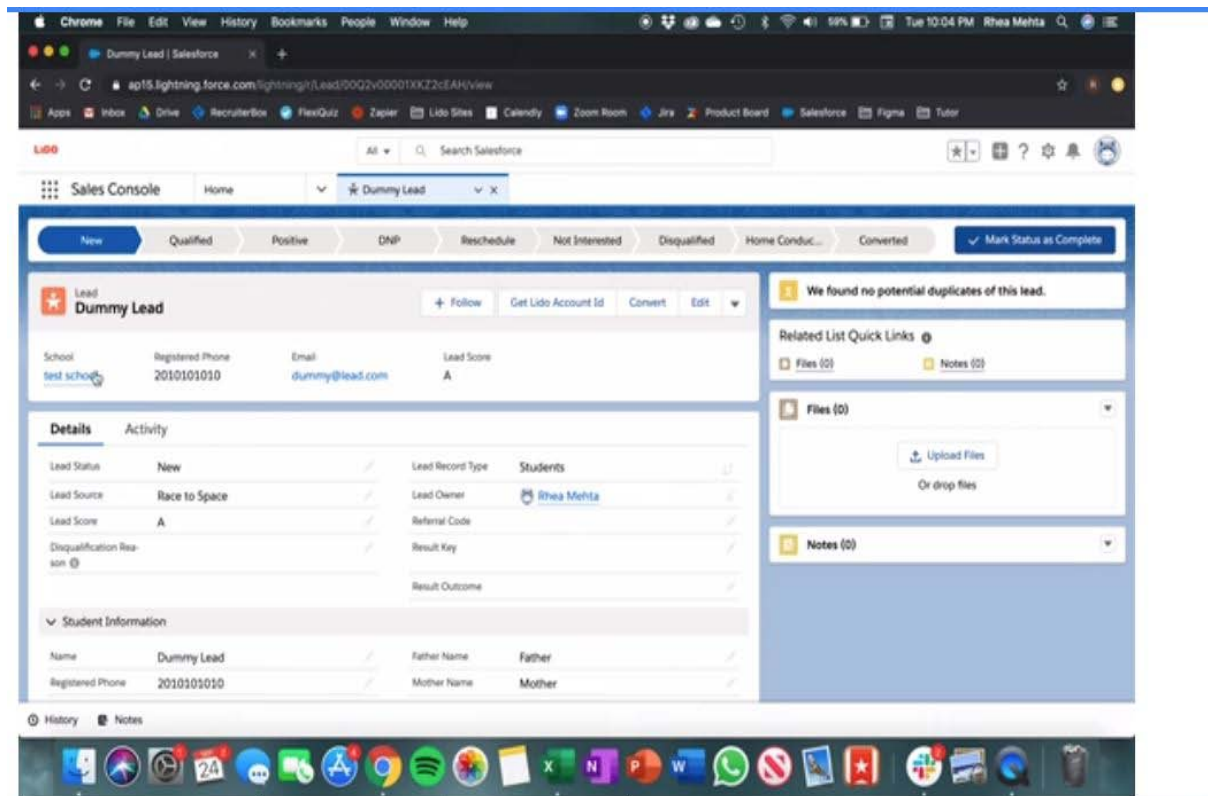 Chrome File Edit View History Bookmarks People Window Help 59% Tue 10:04 PM Rhea Mehta
Dummy Lead | Salesforce
ap15.lightning.force.com/lightning/r/Lead/00Q2v00001XKZ2cEAH/view
Apps Inbox Drive RecruiterBox FlexiQuiz Zapier Lido Sites Calendly Zoom Room Jira Product Board Salesforce Figma Tutor
LiDO All Search Salesforce
Sales Console Home Dummy Lead
New Qualified Positive DNP Reschedule Not Interested Disqualified Home Conduc... Converted Mark Status as Complete
Lead
Dummy Lead
+ Follow Get Lido Account Id Convert Edit
School Registered Phone Email Lead Score
test school 2010101010 dummy@lead.com A
We found no potential duplicates of this lead.
Related List Quick Links
Files (0) Notes (0)
Files (0)
Upload Files
Or drop files
Notes (0)
Details Activity
Lead Status New Lead Record Type Students
Lead Source Race to Space Lead Owner Rhea Mehta
Lead Score A Referral Code
Disqualification Rea- Result Key
son
Result Outcome
Student Information
Name Dummy Lead Father Name Father
Registered Phone 2010101010 Mother Name Mother
History Notes
24